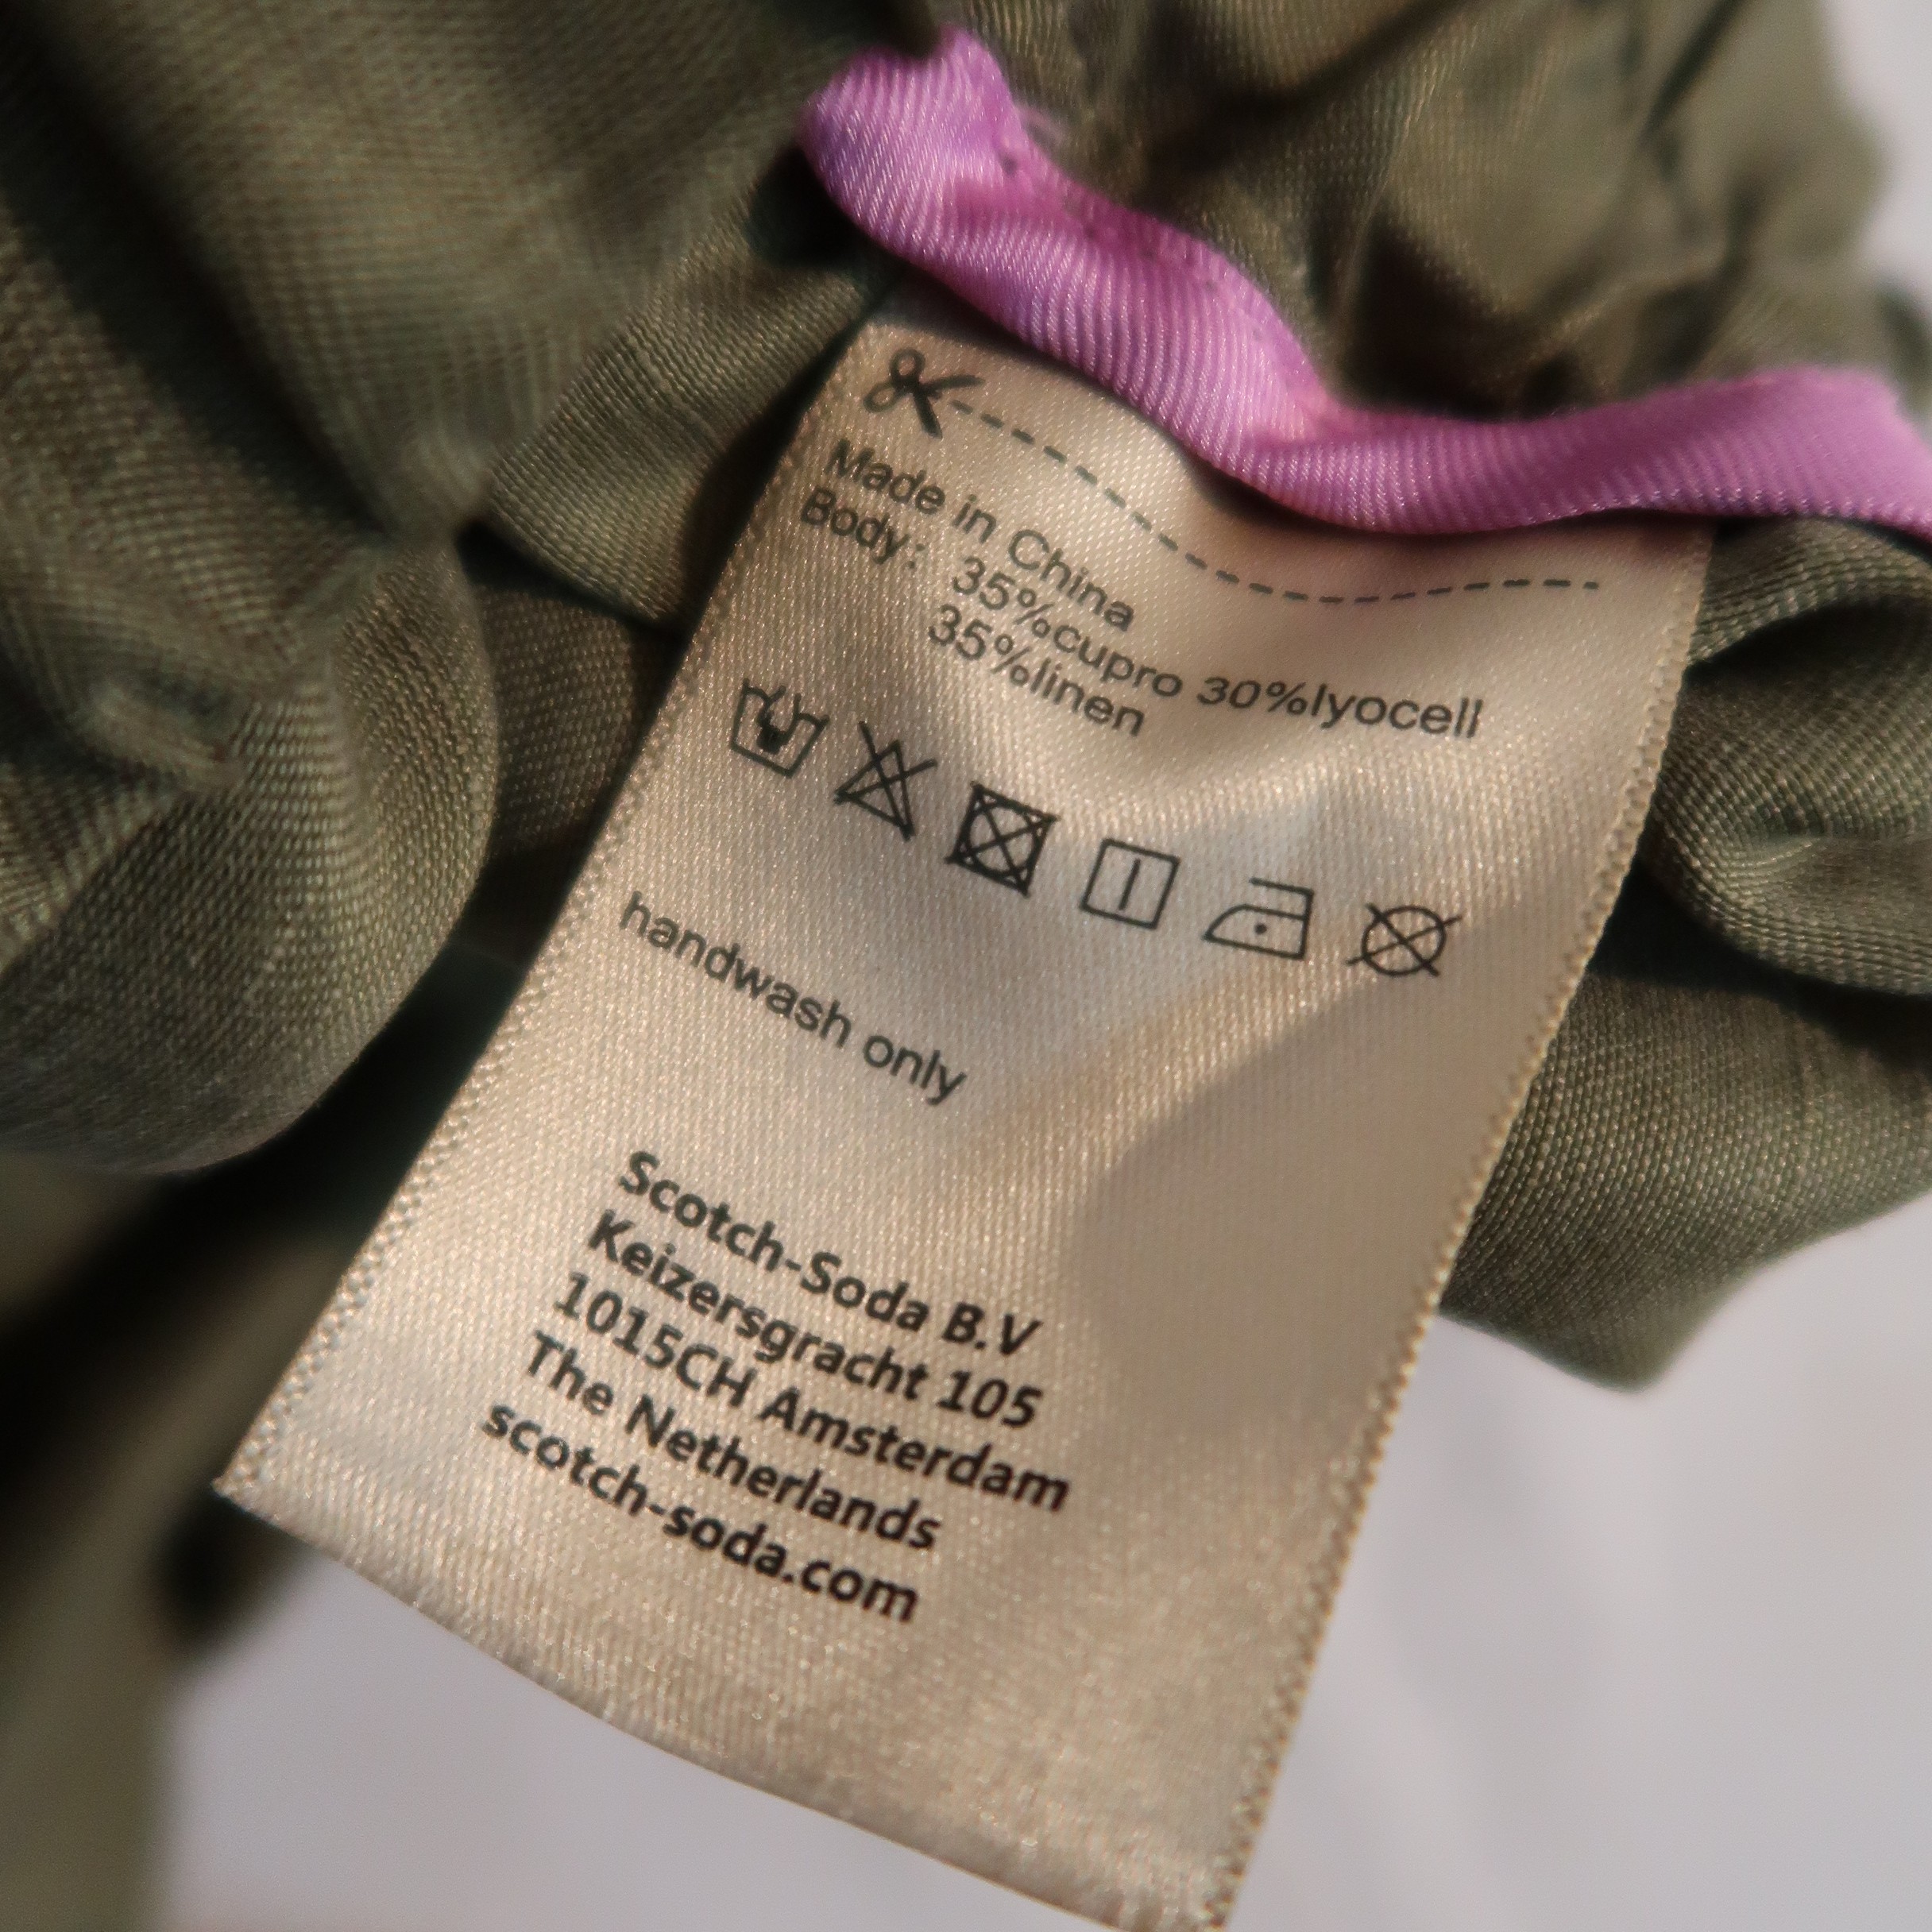 Made in China
Body: 35%cupro 30%lyocell
35%linen
handwash only
Scotch-Soda B.V
Keizersgracht 105
1015CH Amsterdam
The Netherlands
scotch-soda.com